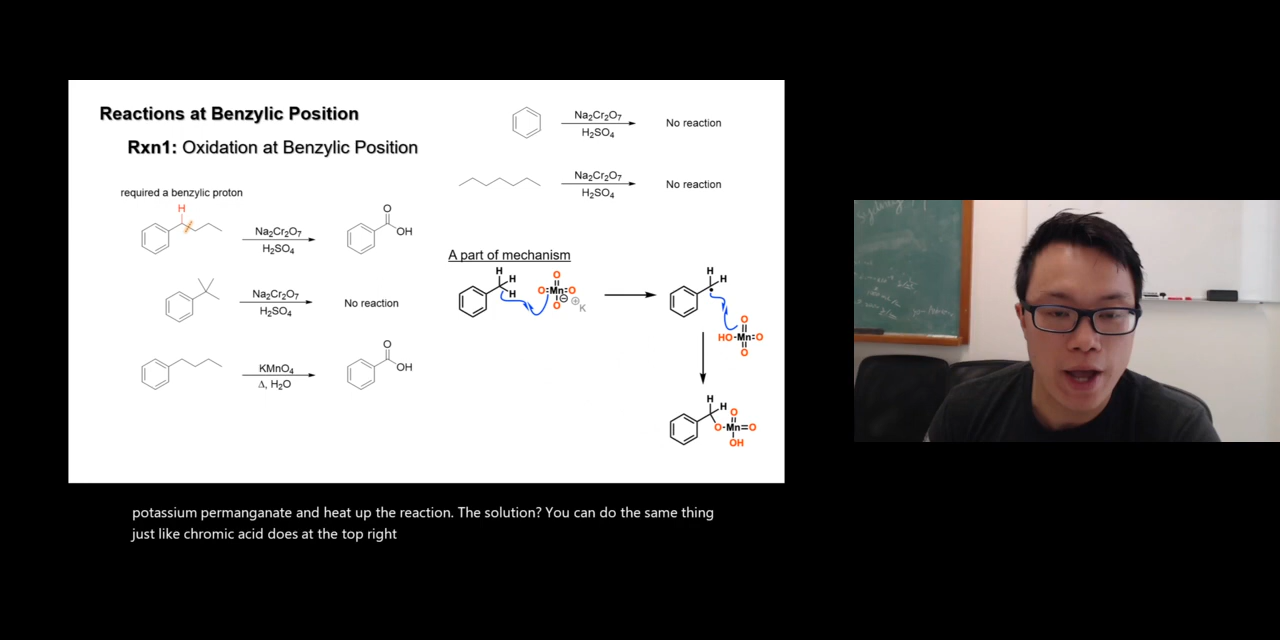 Reactions at Benzylic Position
Rxn1: Oxidation at Benzylic Position
required a benzylic proton
H
Na₂Cr₂O₇
H₂SO₄
O
OH
Na₂Cr₂O₇
H₂SO₄
No reaction
KMnO₄
Δ, H₂O
O
OH
Na₂Cr₂O₇
H₂SO₄
No reaction
Na₂Cr₂O₇
H₂SO₄
No reaction
A part of mechanism
H
H
H
O
O=Mn=O
O
⊖
⊕
K
H
H
O
HO-Mn=O
O
H
H
O
O-Mn=O
OH
potassium permanganate and heat up the reaction. The solution? You can do the same thing
just like chromic acid does at the top right